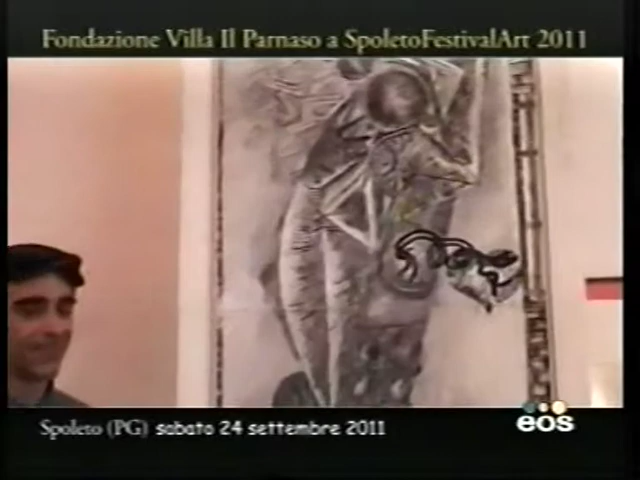 Fondazione Villa Il Parnaso a SpoletoFestivalArt 2011
Spoleto (PG) sabato 24 settembre 2011
eos